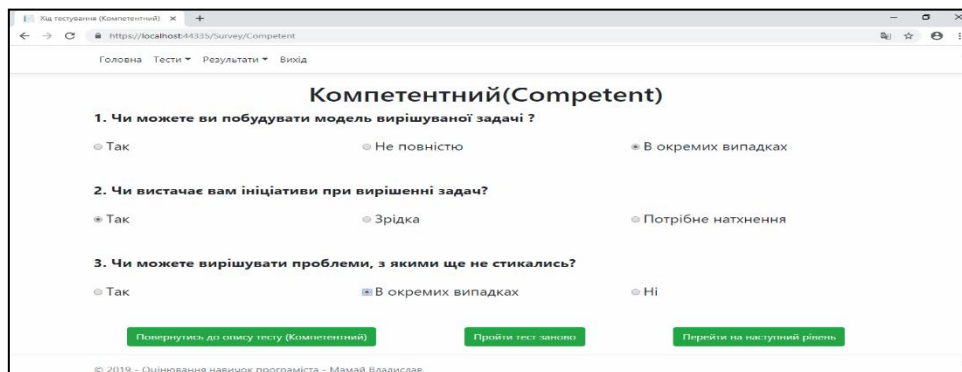 Хід тестування (Компетентний)
https://localhost:44335/Survey/Competent
Головна Тести Результати Вихід
Компетентний(Competent)
1. Чи можете ви побудувати модель вирішуваної задачі ?
Так Не повністю В окремих випадках
2. Чи вистачає вам ініціативи при вирішенні задач?
Так Зрідка Потрібне натхнення
3. Чи можете вирішувати проблеми, з якими ще не стикались?
Так В окремих випадках Ні
Повернутись до опису тесту (Компетентний) Пройти тест заново Перейти на наступний рівень
© 2019 - Оцінювання навичок програміста - Мамай Владислав